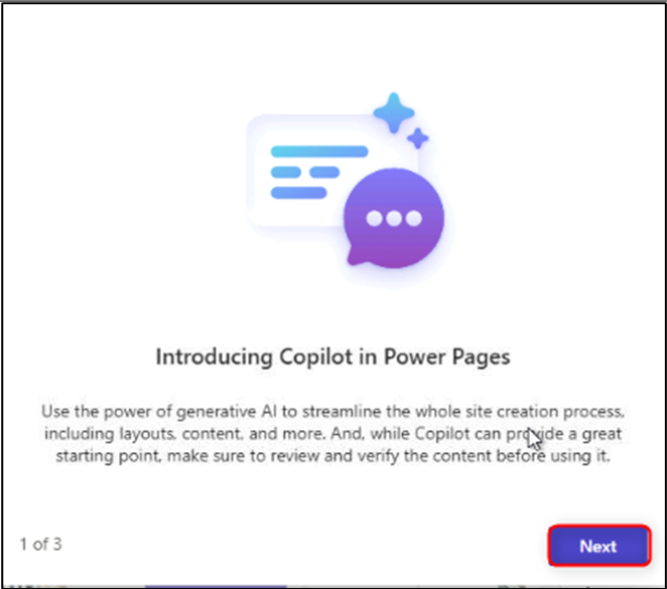 Introducing Copilot in Power Pages
Use the power of generative AI to streamline the whole site creation process,
including layouts, content, and more. And, while Copilot can provide a great
starting point, make sure to review and verify the content before using it.
1 of 3
Next